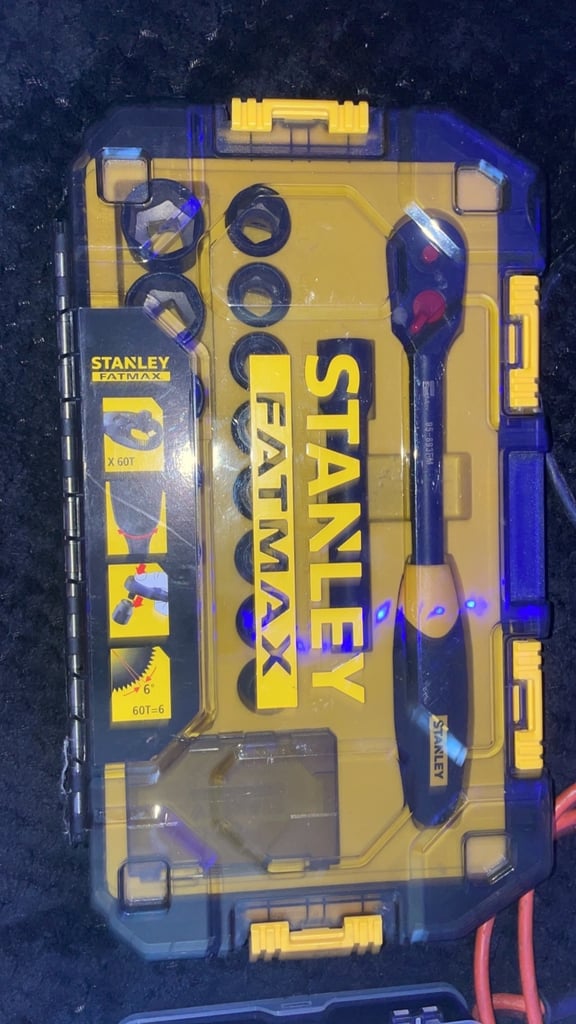 STANLEY
FATMAX
X 60T
6°
60T=6
STANLEY
FATMAX
STANLEY